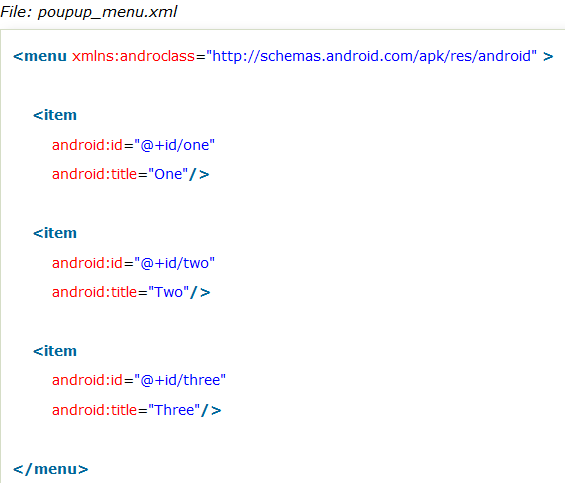 File: poupup_menu.xml
<menu xmlns:androclass="http://schemas.android.com/apk/res/android" >
<item
android:id="@+id/one"
android:title="One"/>
<item
android:id="@+id/two"
android:title="Two"/>
<item
android:id="@+id/three"
android:title="Three"/>
</menu>